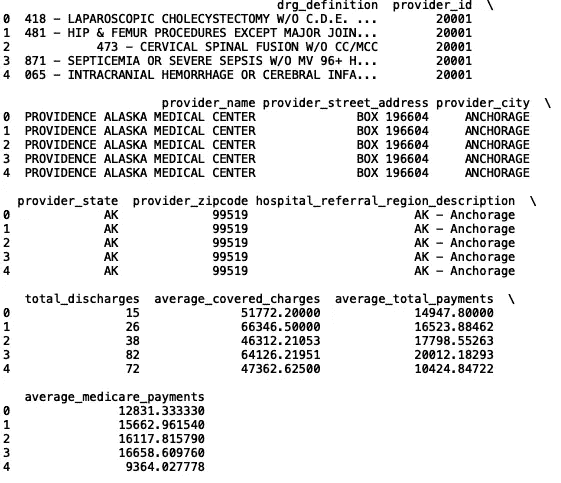 drg_definition provider_id \
0 418 – LAPAROSCOPIC CHOLECYSTECTOMY W/O C.D.E. ... 20001
1 481 – HIP & FEMUR PROCEDURES EXCEPT MAJOR JOIN... 20001
2 473 – CERVICAL SPINAL FUSION W/O CC/MCC 20001
3 871 – SEPTICEMIA OR SEVERE SEPSIS W/O MV 96+ H... 20001
4 065 – INTRACRANIAL HEMORRHAGE OR CEREBRAL INFA... 20001
provider_name provider_street_address provider_city \
0 PROVIDENCE ALASKA MEDICAL CENTER BOX 196604 ANCHORAGE
1 PROVIDENCE ALASKA MEDICAL CENTER BOX 196604 ANCHORAGE
2 PROVIDENCE ALASKA MEDICAL CENTER BOX 196604 ANCHORAGE
3 PROVIDENCE ALASKA MEDICAL CENTER BOX 196604 ANCHORAGE
4 PROVIDENCE ALASKA MEDICAL CENTER BOX 196604 ANCHORAGE
provider_state provider_zipcode hospital_referral_region_description \
0 AK 99519 AK – Anchorage
1 AK 99519 AK – Anchorage
2 AK 99519 AK – Anchorage
3 AK 99519 AK – Anchorage
4 AK 99519 AK – Anchorage
total_discharges average_covered_charges average_total_payments \
0 15 51772.20000 14947.80000
1 26 66346.50000 16523.88462
2 38 46312.21053 17798.55263
3 82 64126.21951 20012.18293
4 72 47362.62500 10424.84722
average_medicare_payments
0 12831.333330
1 15662.961540
2 16117.815790
3 16658.609760
4 9364.027778